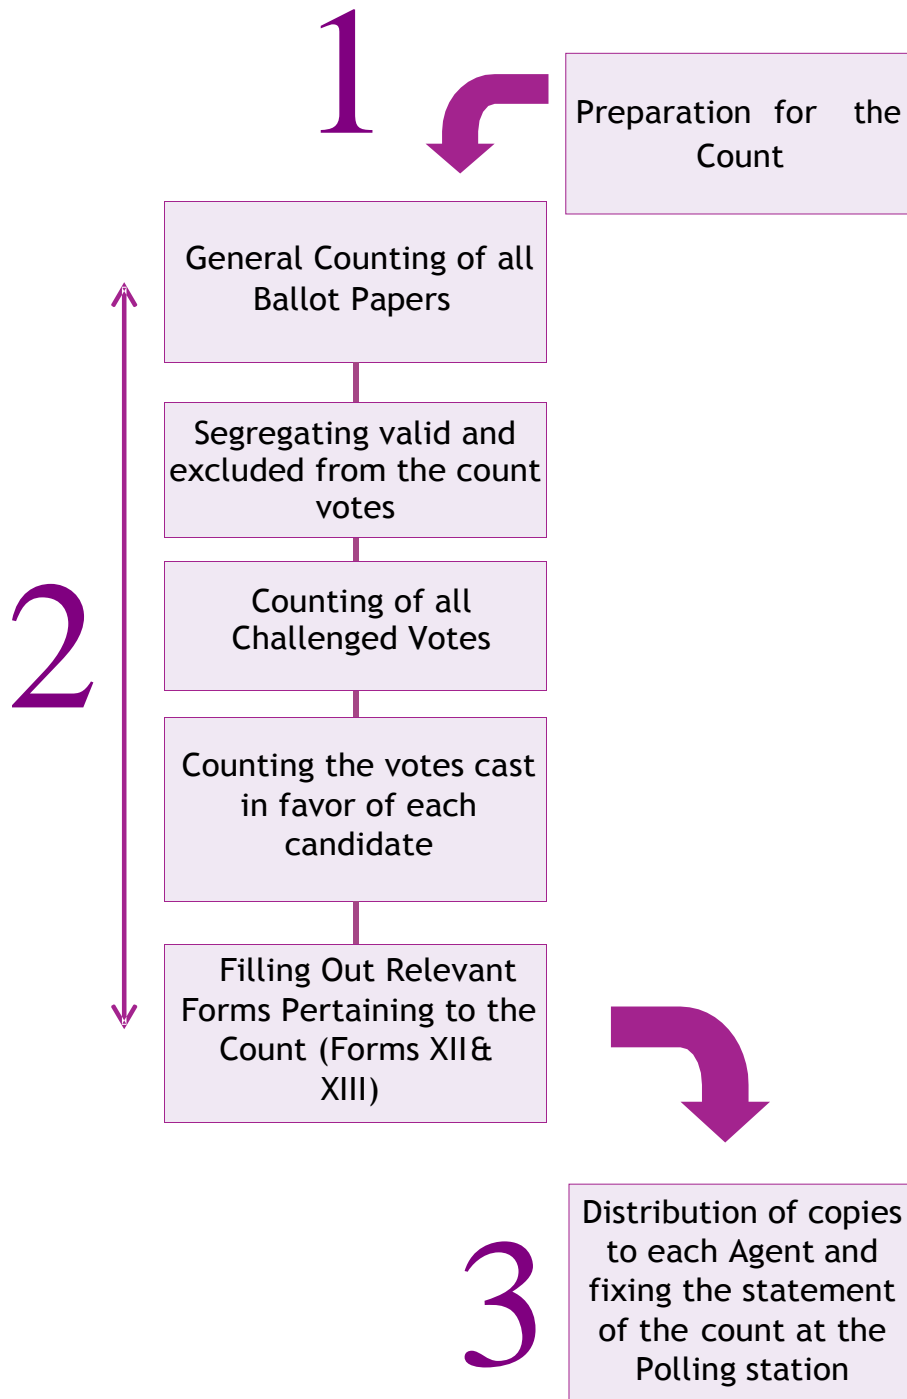 1
Preparation for the
Count
General Counting of all
Ballot Papers
Segregating valid and
excluded from the count
votes
2
Counting of all
Challenged Votes
Counting the votes cast
in favor of each
candidate
Filling Out Relevant
Forms Pertaining to the
Count (Forms XII&
XIII)
3
Distribution of copies
to each Agent and
fixing the statement
of the count at the
Polling station